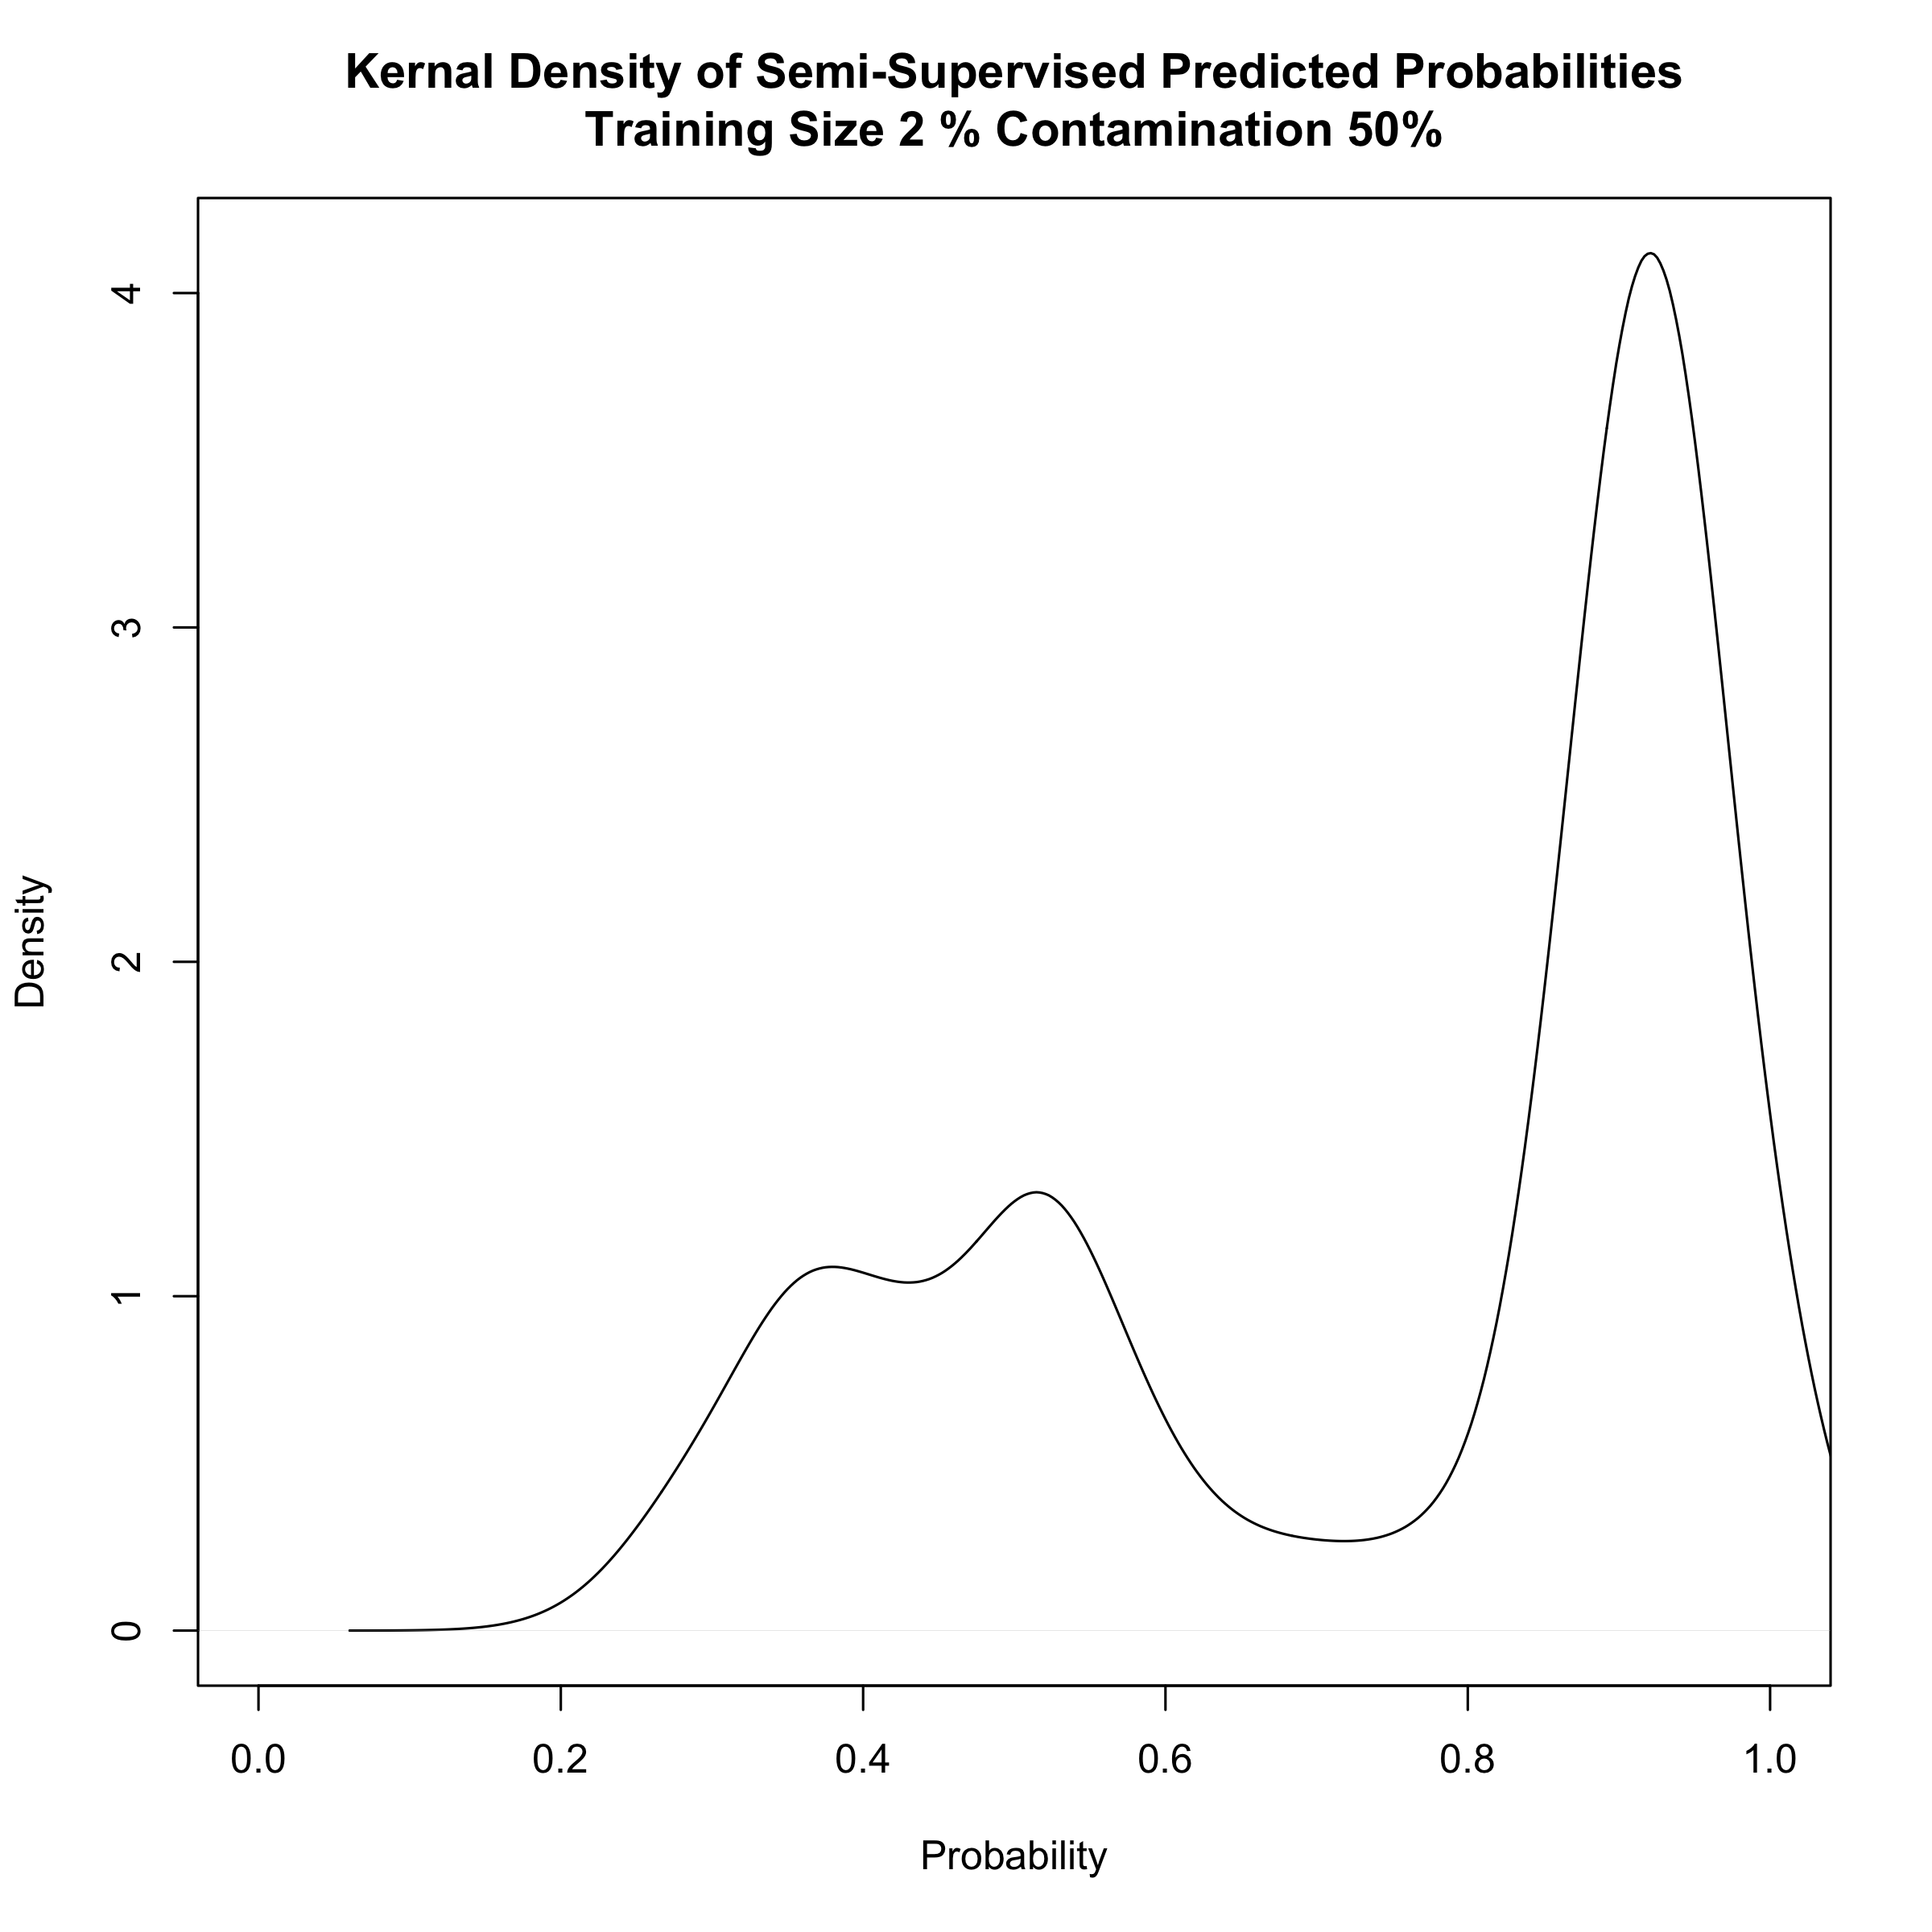 Kernal Density of Semi-Supervised Predicted Probabilities
Training Size 2 % Contamination 50%
Density
4
3
2
1
0
0.0 0.2 0.4 0.6 0.8 1.0
Probability